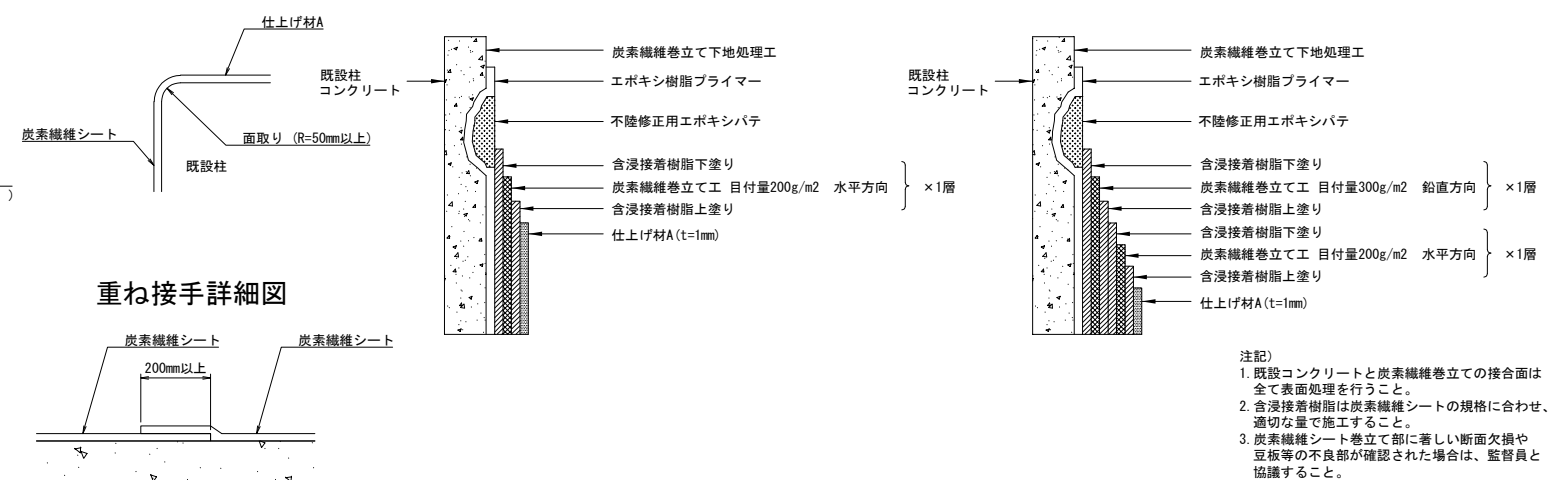 仕上げ材A
炭素繊維シート
面取り (R=50mm以上)
既設柱
)
重ね接手詳細図
炭素繊維シート
炭素繊維シート
200mm以上
既設柱
コンクリート
炭素繊維巻立て下地処理工
エポキシ樹脂プライマー
不陸修正用エポキシパテ
含浸接着樹脂下塗り
炭素繊維巻立て工 目付量200g/m2 水平方向 ×1層
含浸接着樹脂上塗り
仕上げ材A(t=1mm)
既設柱
コンクリート
炭素繊維巻立て下地処理工
エポキシ樹脂プライマー
不陸修正用エポキシパテ
含浸接着樹脂下塗り
炭素繊維巻立て工 目付量300g/m2 鉛直方向 ×1層
含浸接着樹脂上塗り
含浸接着樹脂下塗り
炭素繊維巻立て工 目付量200g/m2 水平方向 ×1層
含浸接着樹脂上塗り
仕上げ材A(t=1mm)
注記)
1. 既設コンクリートと炭素繊維巻立ての接合面は
全て表面処理を行うこと。
2. 含浸接着樹脂は炭素繊維シートの規格に合わせ、
適切な量で施工すること。
3. 炭素繊維シート巻立て部に著しい断面欠損や
豆板等の不良部が確認された場合は、監督員と
協議すること。